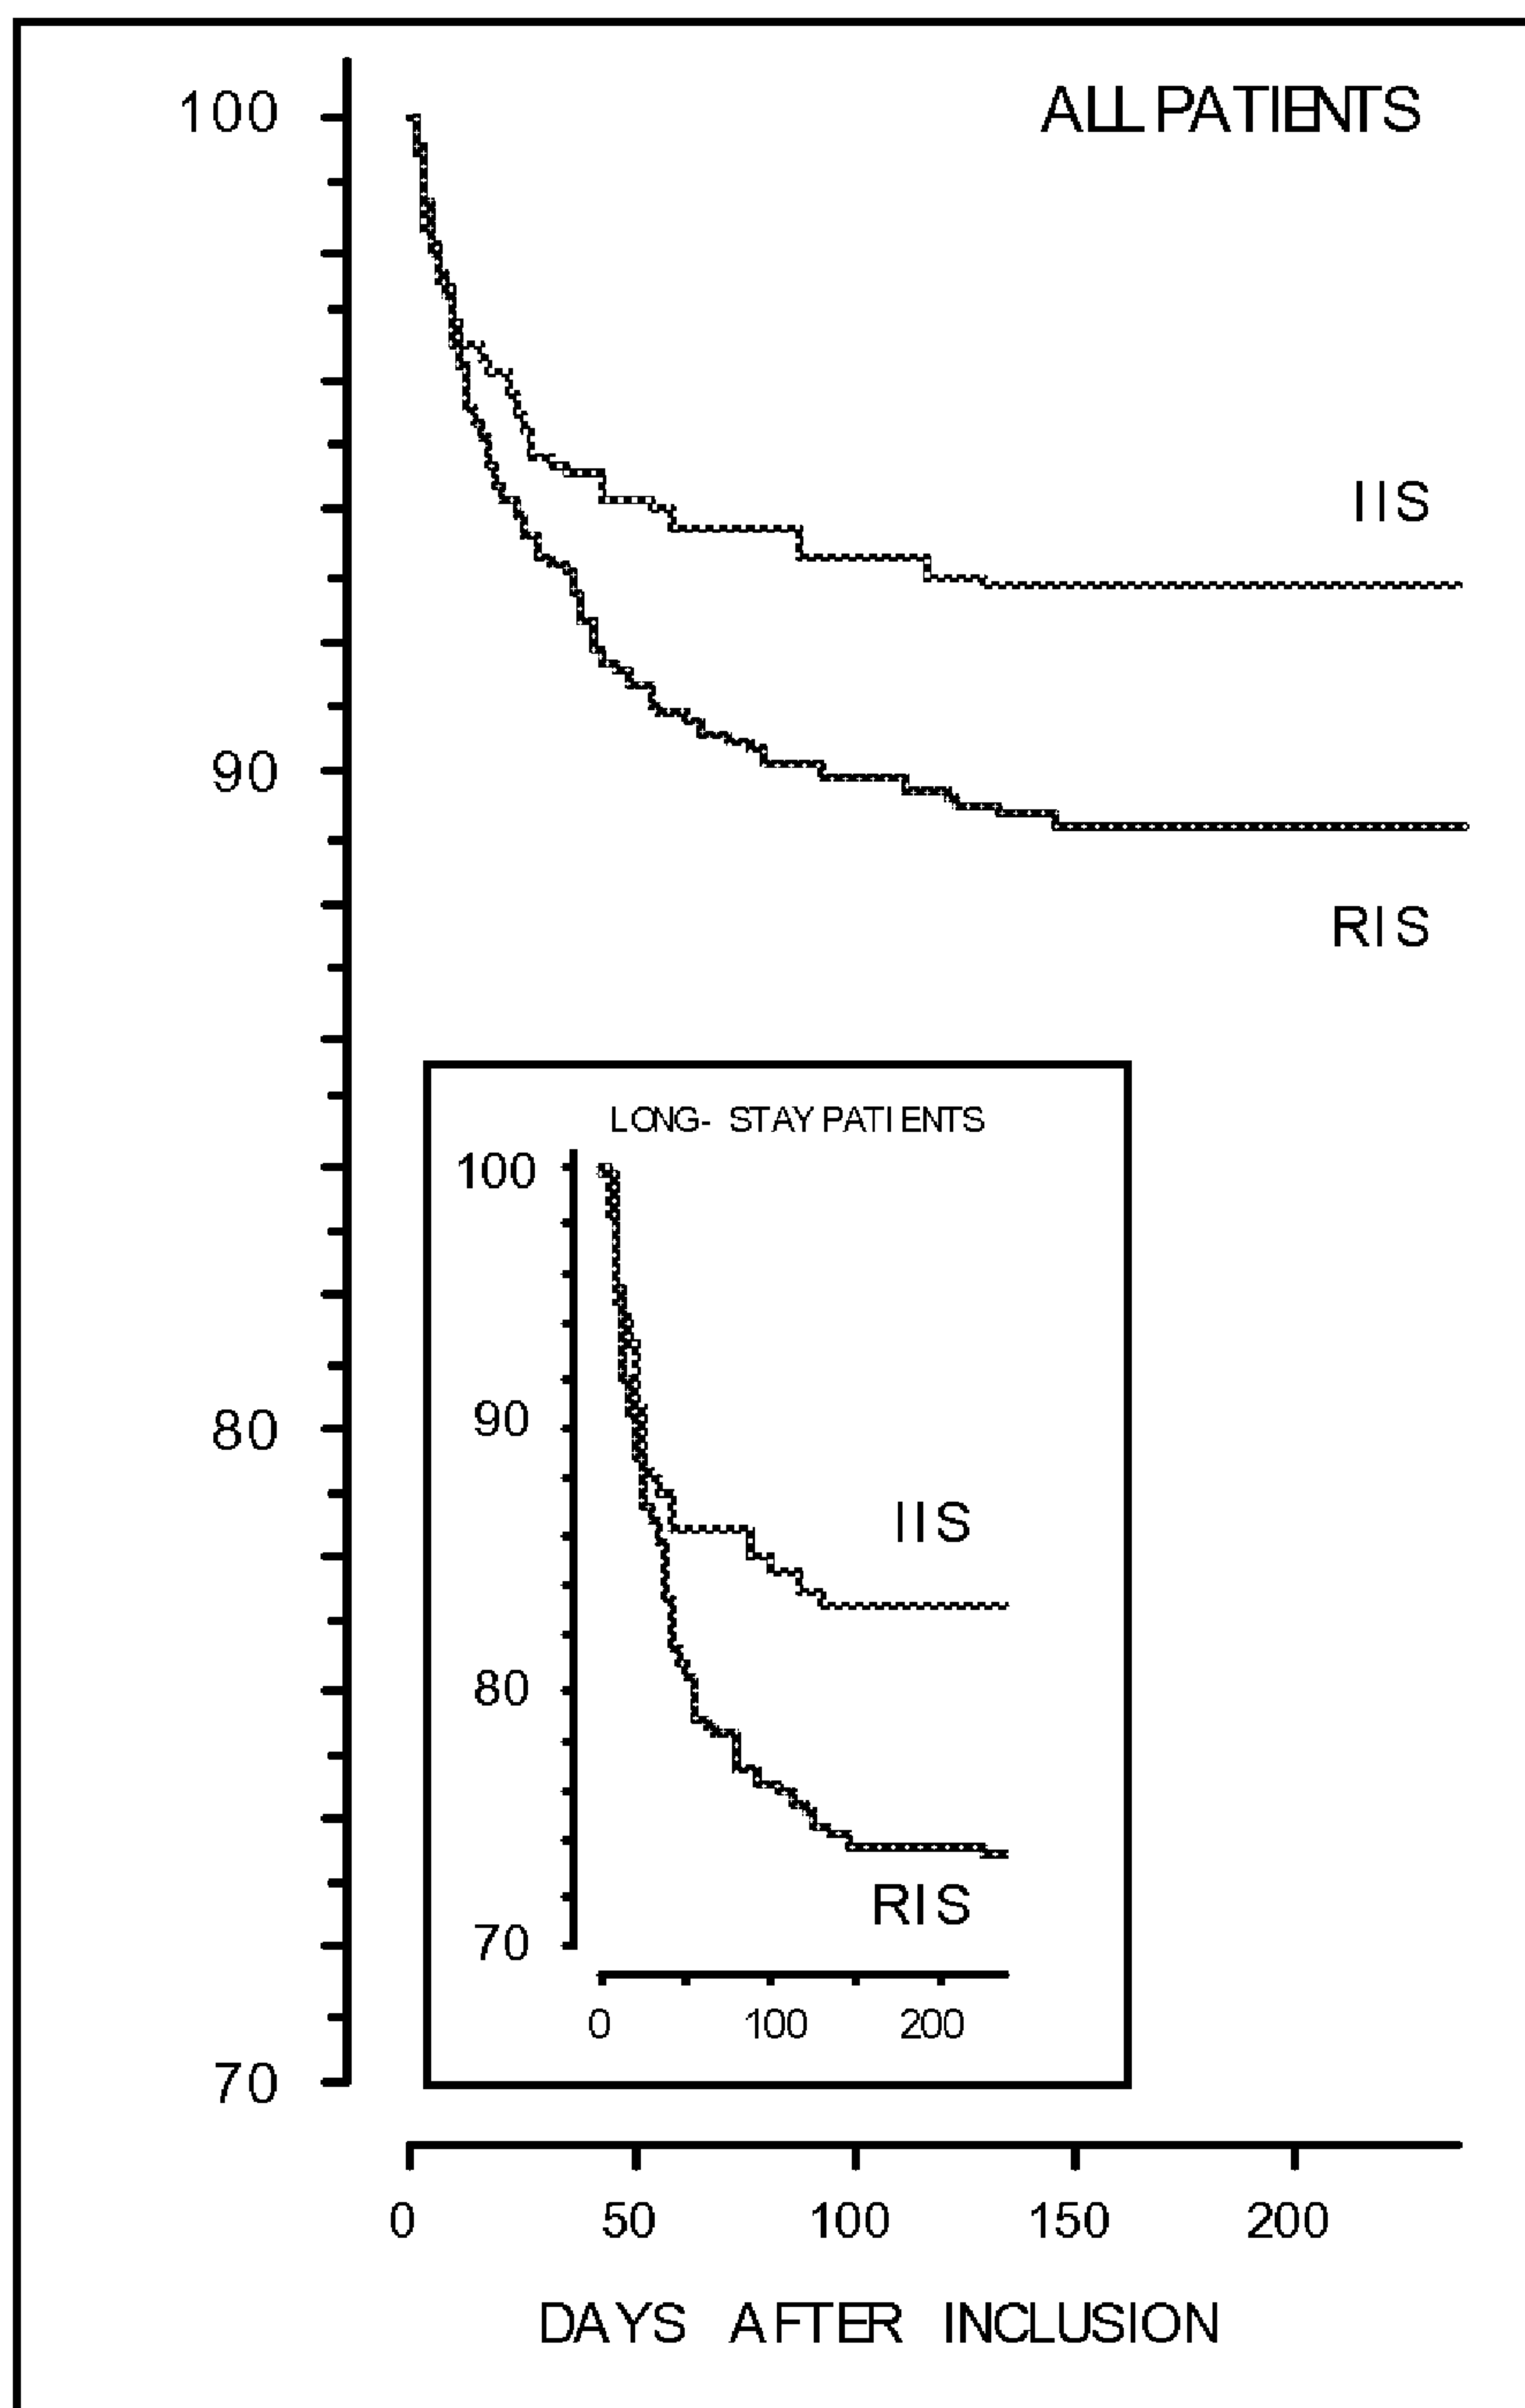 ALL PATIENTS
100
90
80
70
IIS
RIS
LONG- STAY PATIENTS
100
90
80
70
IIS
RIS
0 100 200
0 50 100 150 200
DAYS AFTER INCLUSION